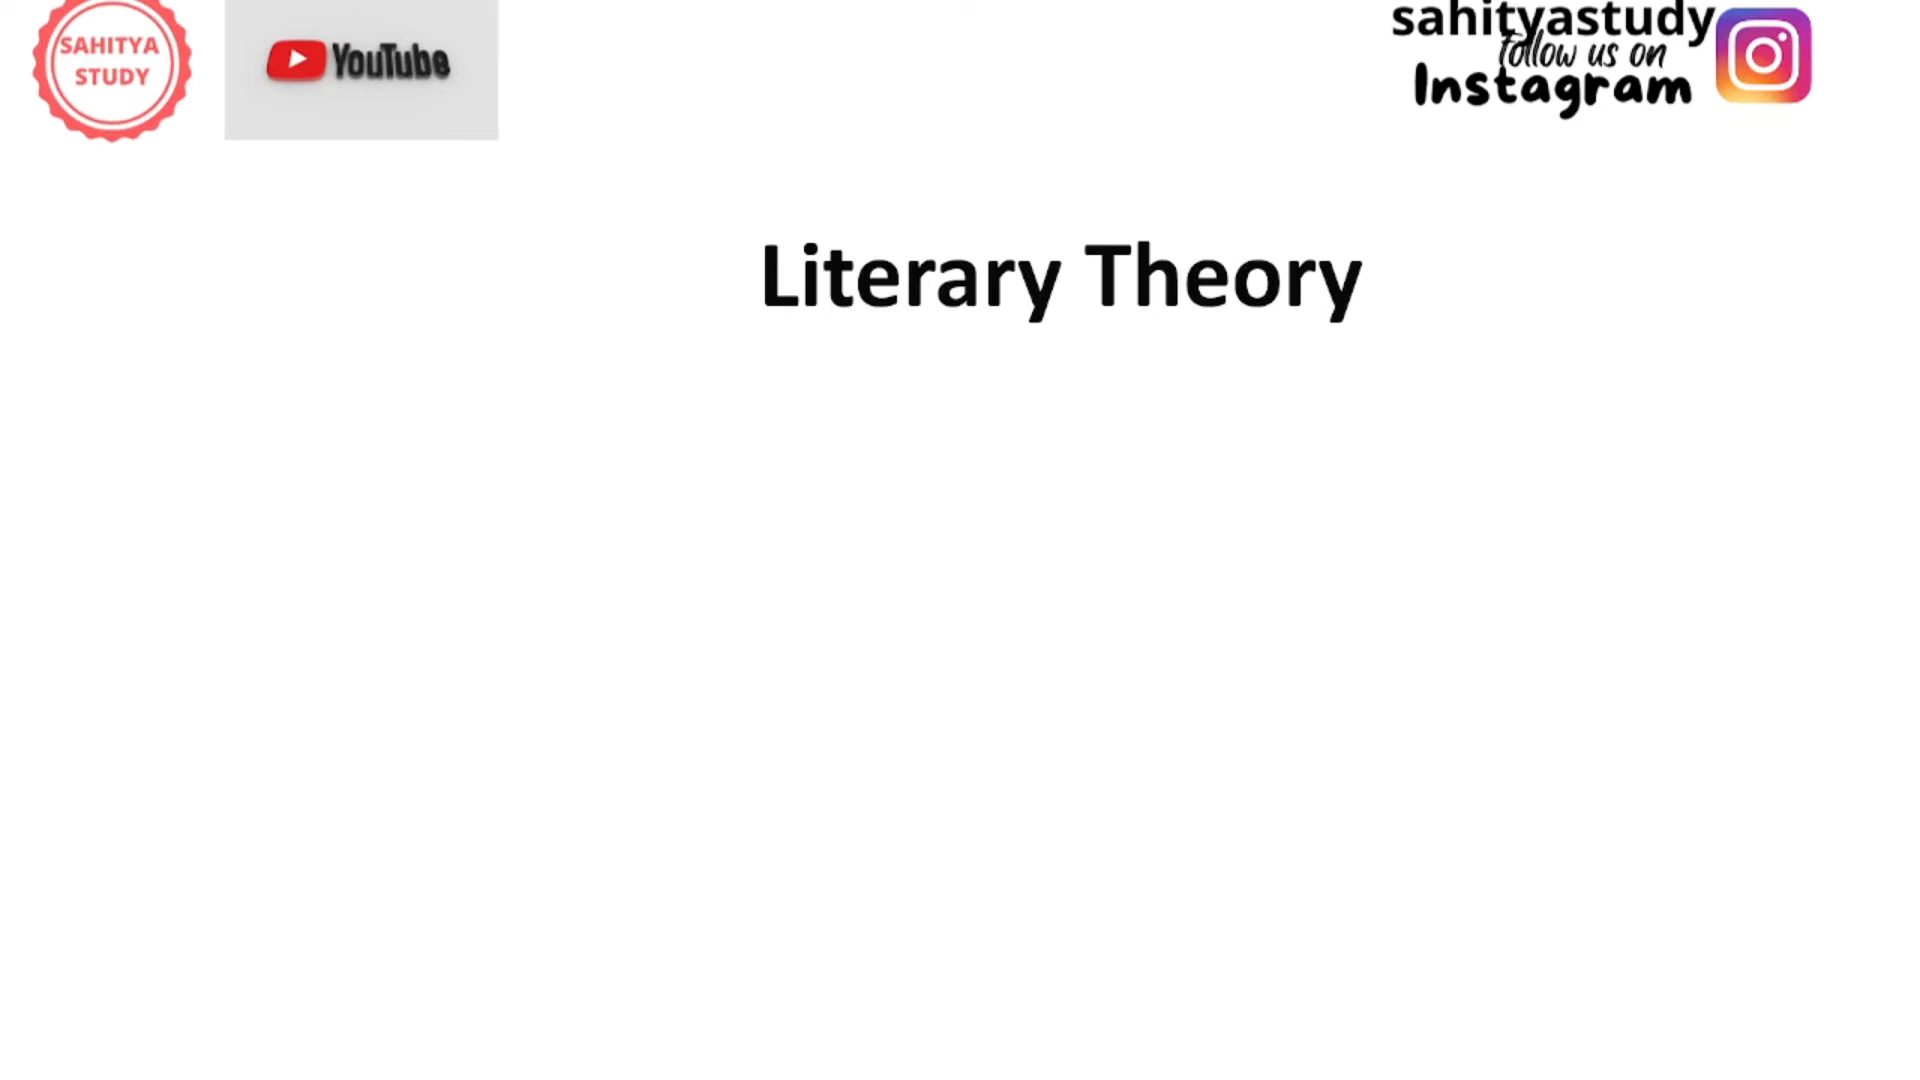 SAHITYA
STUDY
YouTube
sahityastudy
follow us on
Instagram
Literary Theory